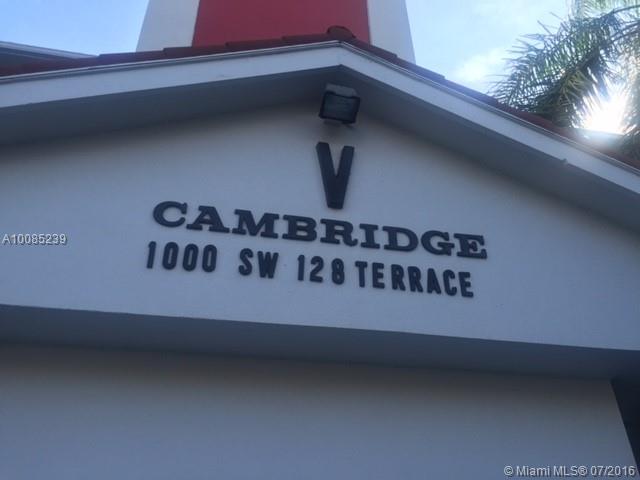 V
CAMBRIDGE
1000 SW 128 TERRACE
A10085239
© Miami MLS® 07/2016